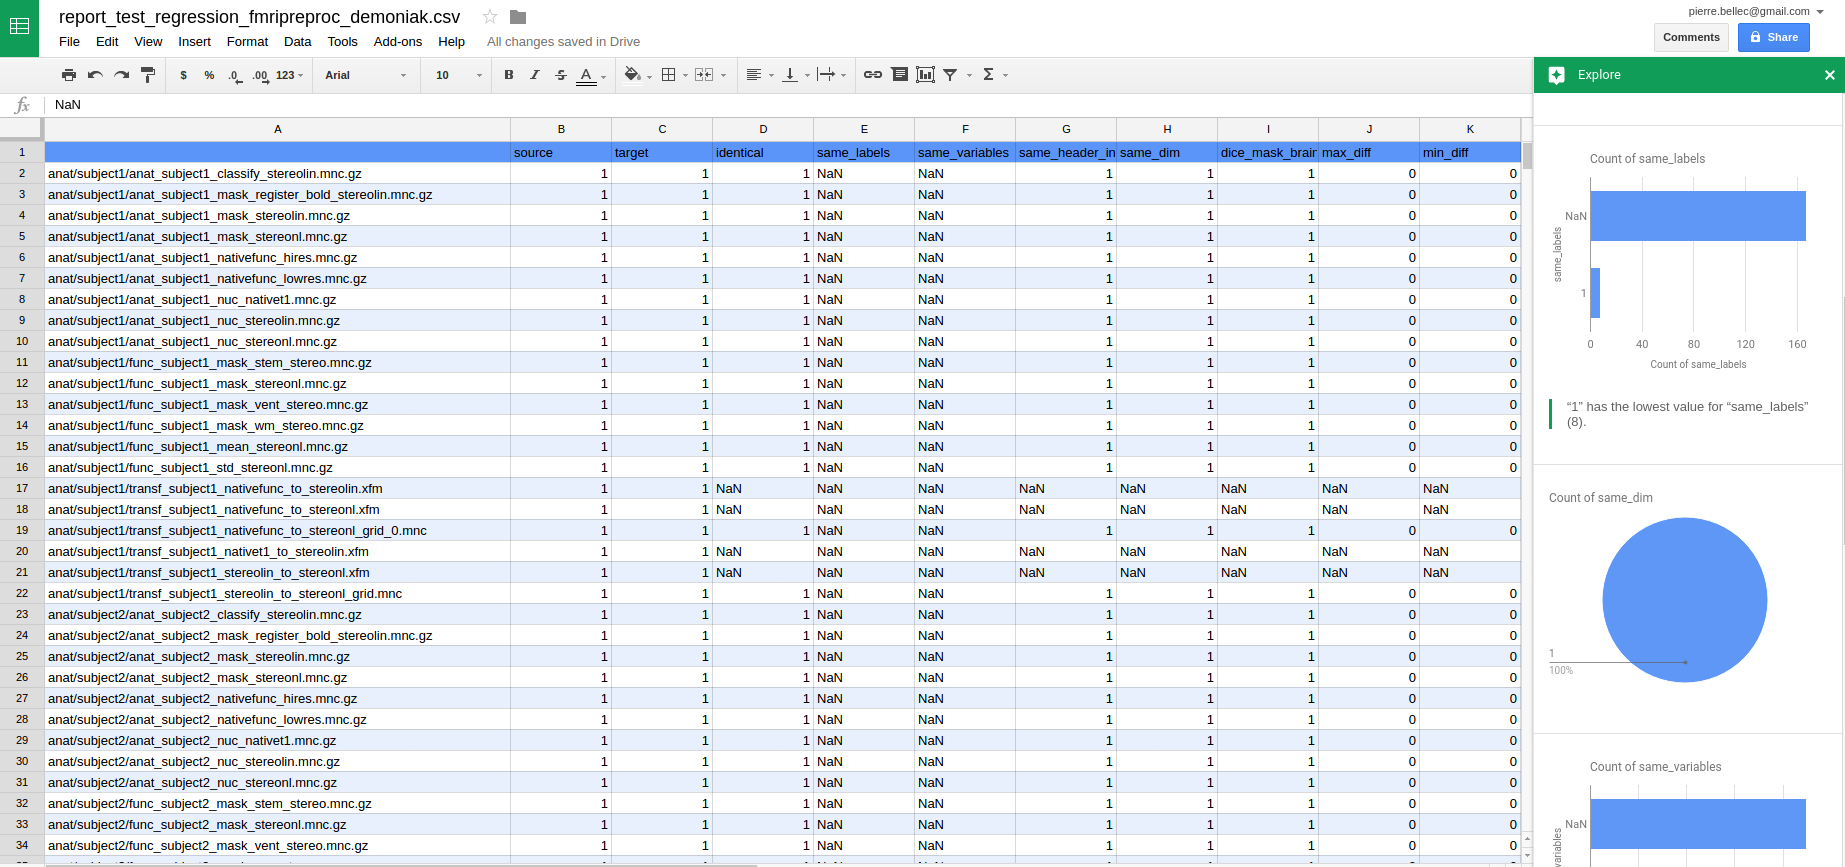 report_test_regression_fmripreproc_demoniak.csv
pierre.bellec@gmail.com
File Edit View Insert Format Data Tools Add-ons Help All changes saved in Drive
Comments Share
$ % .0 .00 123 Arial 10 B I S A Σ
Explore
fx NaN
A B C D E F G H I J K
1 source target identical same_labels same_variables same_header_in same_dim dice_mask_brain max_diff min_diff
2 anat/subject1/anat_subject1_classify_stereolin.mnc.gz 1 1 1 NaN NaN 1 1 1 0 0
3 anat/subject1/anat_subject1_mask_register_bold_stereolin.mnc.gz 1 1 1 NaN NaN 1 1 1 0 0
4 anat/subject1/anat_subject1_mask_stereolin.mnc.gz 1 1 1 NaN NaN 1 1 1 0 0
5 anat/subject1/anat_subject1_mask_stereonl.mnc.gz 1 1 1 NaN NaN 1 1 1 0 0
6 anat/subject1/anat_subject1_nativefunc_hires.mnc.gz 1 1 1 NaN NaN 1 1 1 0 0
7 anat/subject1/anat_subject1_nativefunc_lowres.mnc.gz 1 1 1 NaN NaN 1 1 1 0 0
8 anat/subject1/anat_subject1_nuc_nativet1.mnc.gz 1 1 1 NaN NaN 1 1 1 0 0
9 anat/subject1/anat_subject1_nuc_stereolin.mnc.gz 1 1 1 NaN NaN 1 1 1 0 0
10 anat/subject1/anat_subject1_nuc_stereonl.mnc.gz 1 1 1 NaN NaN 1 1 1 0 0
11 anat/subject1/func_subject1_mask_stem_stereo.mnc.gz 1 1 1 NaN NaN 1 1 1 0 0
12 anat/subject1/func_subject1_mask_stereonl.mnc.gz 1 1 1 NaN NaN 1 1 1 0 0
13 anat/subject1/func_subject1_mask_vent_stereo.mnc.gz 1 1 1 NaN NaN 1 1 1 0 0
14 anat/subject1/func_subject1_mask_wm_stereo.mnc.gz 1 1 1 NaN NaN 1 1 1 0 0
15 anat/subject1/func_subject1_mean_stereonl.mnc.gz 1 1 1 NaN NaN 1 1 1 0 0
16 anat/subject1/func_subject1_std_stereonl.mnc.gz 1 1 1 NaN NaN 1 1 1 0 0
17 anat/subject1/transf_subject1_nativefunc_to_stereolin.xfm 1 1 NaN NaN NaN NaN NaN NaN NaN NaN
18 anat/subject1/transf_subject1_nativefunc_to_stereonl.xfm 1 1 NaN NaN NaN NaN NaN NaN NaN NaN
19 anat/subject1/transf_subject1_nativefunc_to_stereonl_grid_0.mnc 1 1 1 NaN NaN 1 1 1 0 0
20 anat/subject1/transf_subject1_nativet1_to_stereolin.xfm 1 1 NaN NaN NaN NaN NaN NaN NaN NaN
21 anat/subject1/transf_subject1_stereolin_to_stereonl.xfm 1 1 NaN NaN NaN NaN NaN NaN NaN NaN
22 anat/subject1/transf_subject1_stereolin_to_stereonl_grid.mnc 1 1 1 NaN NaN 1 1 1 0 0
23 anat/subject2/anat_subject2_classify_stereolin.mnc.gz 1 1 1 NaN NaN 1 1 1 0 0
24 anat/subject2/anat_subject2_mask_register_bold_stereolin.mnc.gz 1 1 1 NaN NaN 1 1 1 0 0
25 anat/subject2/anat_subject2_mask_stereolin.mnc.gz 1 1 1 NaN NaN 1 1 1 0 0
26 anat/subject2/anat_subject2_mask_stereonl.mnc.gz 1 1 1 NaN NaN 1 1 1 0 0
27 anat/subject2/anat_subject2_nativefunc_hires.mnc.gz 1 1 1 NaN NaN 1 1 1 0 0
28 anat/subject2/anat_subject2_nativefunc_lowres.mnc.gz 1 1 1 NaN NaN 1 1 1 0 0
29 anat/subject2/anat_subject2_nuc_nativet1.mnc.gz 1 1 1 NaN NaN 1 1 1 0 0
30 anat/subject2/anat_subject2_nuc_stereolin.mnc.gz 1 1 1 NaN NaN 1 1 1 0 0
31 anat/subject2/anat_subject2_nuc_stereonl.mnc.gz 1 1 1 NaN NaN 1 1 1 0 0
32 anat/subject2/func_subject2_mask_stem_stereo.mnc.gz 1 1 1 NaN NaN 1 1 1 0 0
33 anat/subject2/func_subject2_mask_stereonl.mnc.gz 1 1 1 NaN NaN 1 1 1 0 0
34 anat/subject2/func_subject2_mask_vent_stereo.mnc.gz 1 1 1 NaN NaN 1 1 1 0 0
Count of same_labels
same_labels
NaN
1
0 40 80 120 160
Count of same_labels
“1” has the lowest value for “same_labels”
(8).
Count of same_dim
1
100%
Count of same_variables
NaN
variables